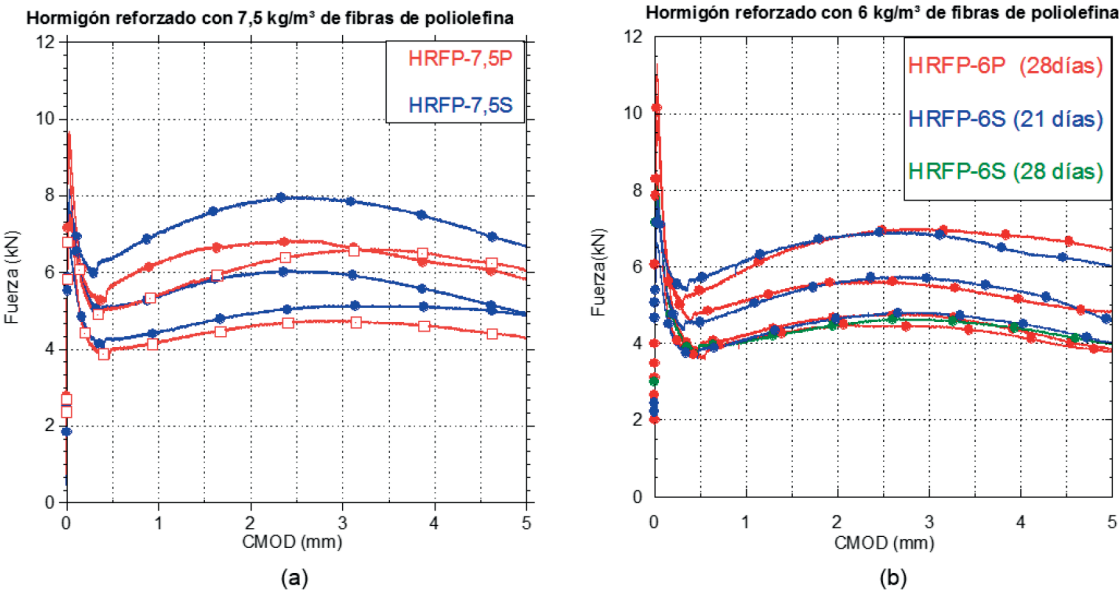 Hormigón reforzado con 7,5 kg/m³ de fibras de poliolefina
12
10
8
6
4
2
0
Fuerza (kN)
HRFP-7,5P
HRFP-7,5S
0 1 2 3 4 5
CMOD (mm)
(a)
Hormigón reforzado con 6 kg/m³ de fibras de poliolefina
12
10
8
6
4
2
0
Fuerza(kN)
HRFP-6P (28días)
HRFP-6S (21 días)
HRFP-6S (28 días)
0 1 2 3 4 5
CMOD (mm)
(b)